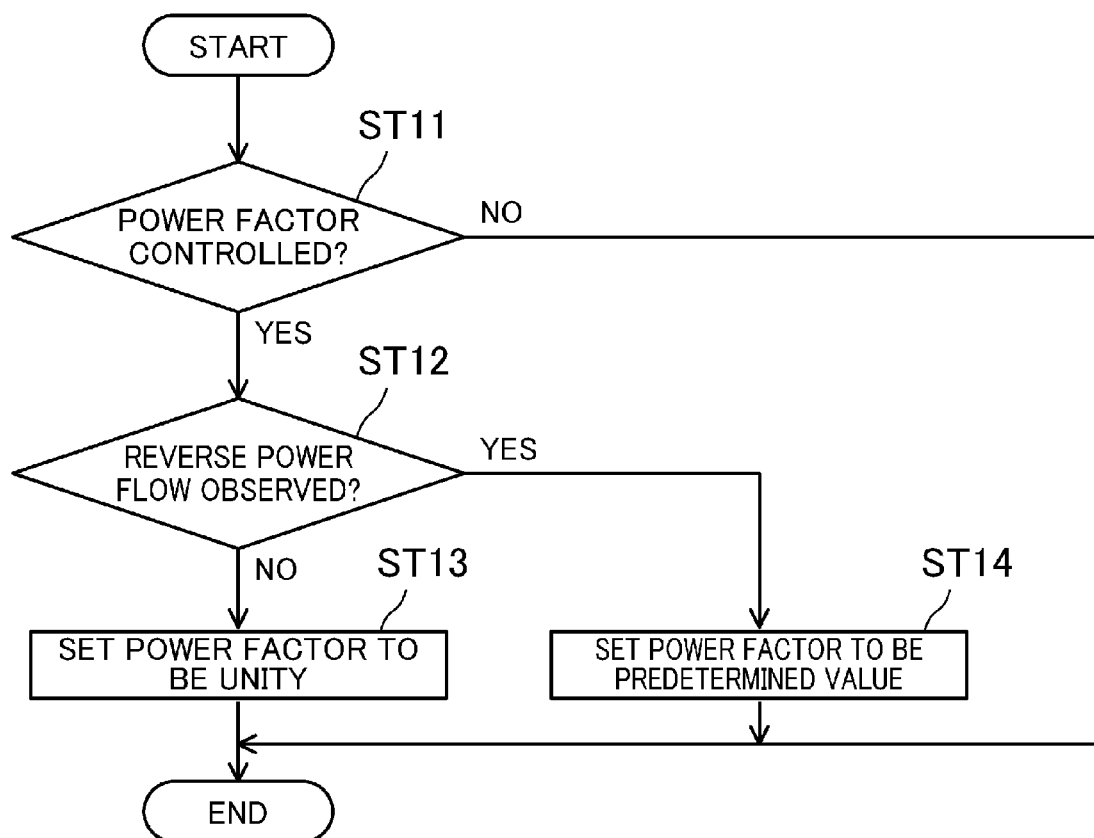 START
ST11
POWER FACTOR
CONTROLLED?
NO
YES
ST12
REVERSE POWER
FLOW OBSERVED?
YES
NO
ST13
SET POWER FACTOR TO
BE UNITY
ST14
SET POWER FACTOR TO BE
PREDETERMINED VALUE
END